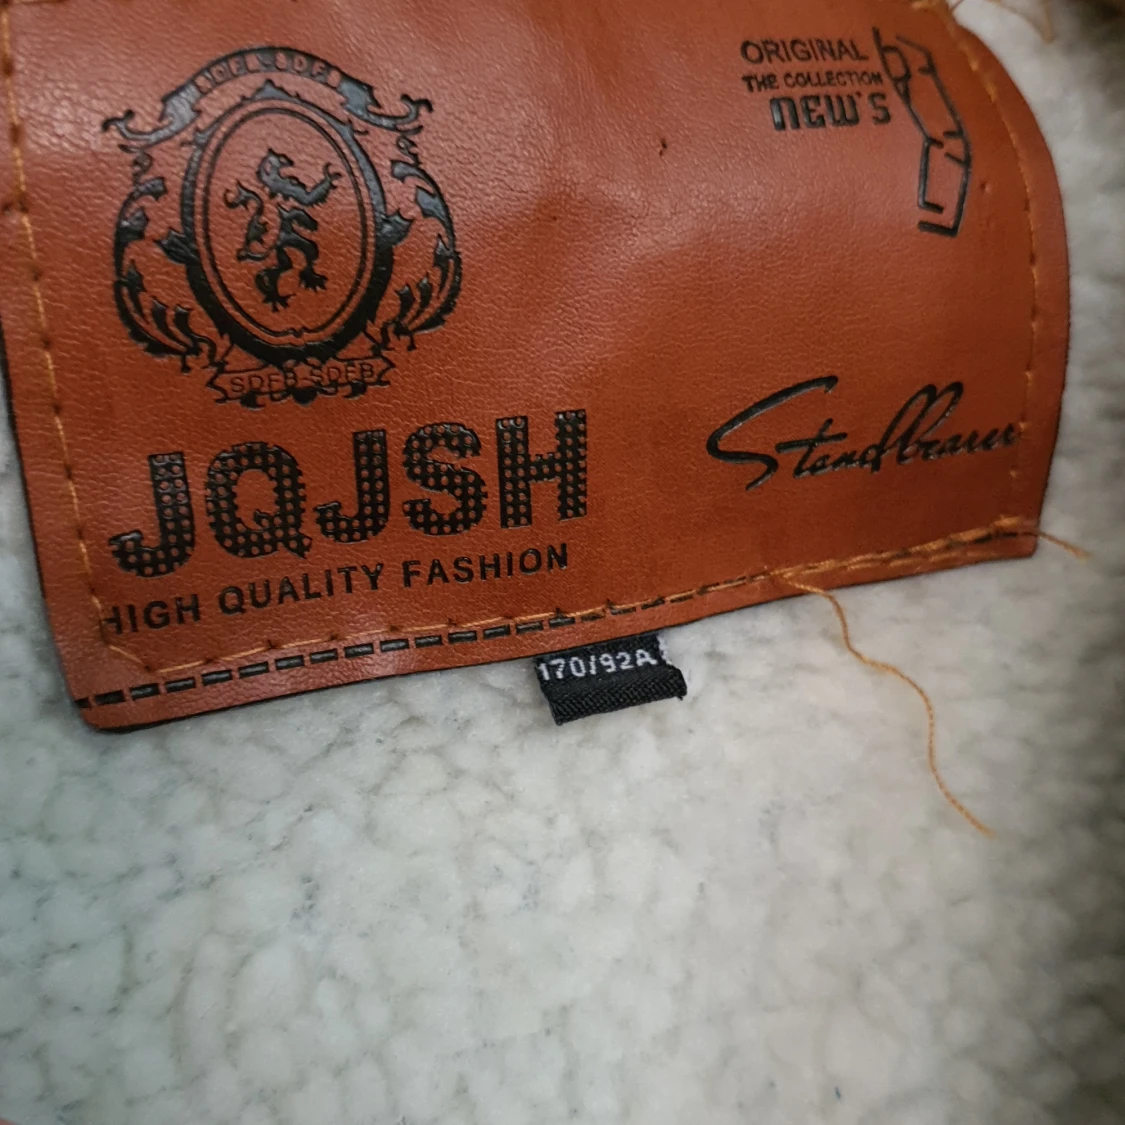 SDFB-SDFB
ORIGINAL
THE COLLECTION
NEW'S
SDFB-SDFB
JQJSH
HIGH QUALITY FASHION
170/92A